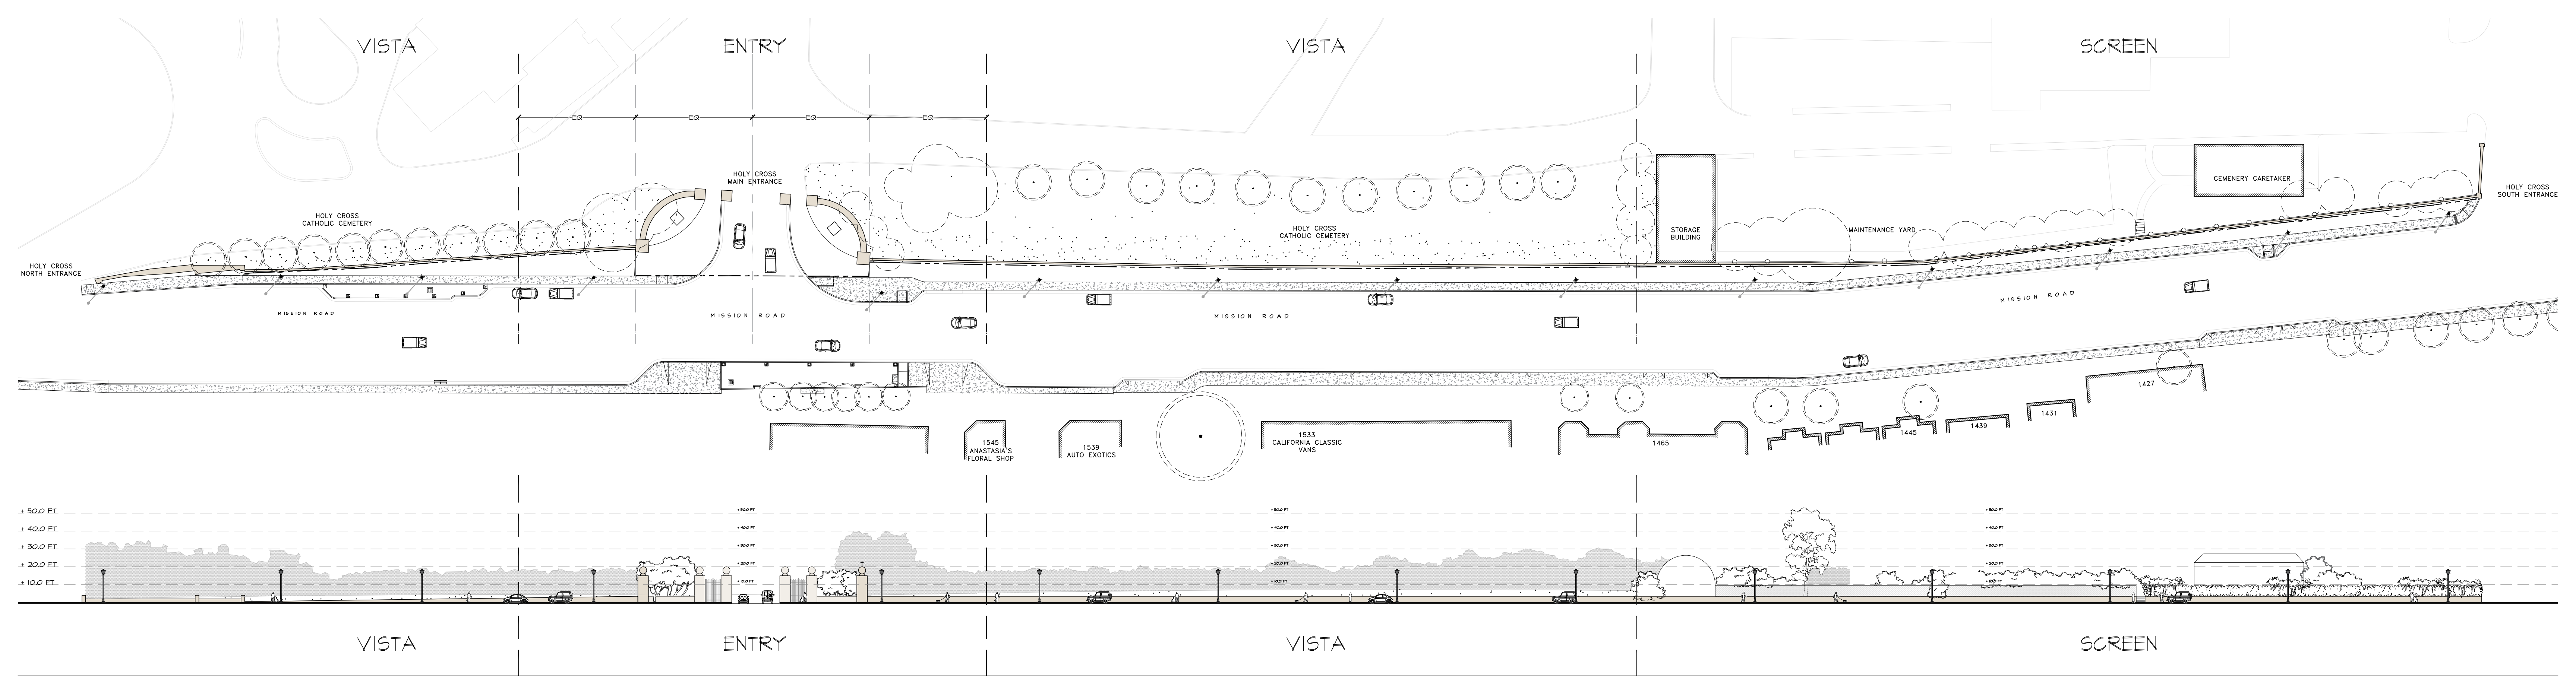 VISTA
ENTRY
VISTA
SCREEN
EQ
EQ
EQ
EQ
HOLY CROSS
MAIN ENTRANCE
CEMENERY CARETAKER
HOLY CROSS
SOUTH ENTRANCE
HOLY CROSS
CATHOLIC CEMETERY
HOLY CROSS
CATHOLIC CEMETERY
STORAGE
BUILDING
MAINTENANCE YARD
HOLY CROSS
NORTH ENTRANCE
MISSION ROAD
MISSION ROAD
MISSION ROAD
MISSION ROAD
1427
1431
1439
1445
1465
1533
CALIFORNIA CLASSIC
VANS
1539
AUTO EXOTICS
1545
ANASTASIA'S
FLORAL SHOP
± 50.0 FT
± 40.0 FT
± 30.0 FT
± 20.0 FT
± 10.0 FT
VISTA
ENTRY
VISTA
SCREEN